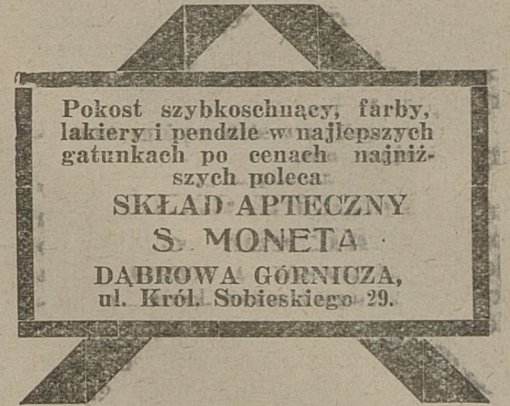 Pokost szybkoschnący, farby,
lakiery i pendzle w najlepszych
gatunkach po cenach najniż-
szych poleca
SKŁAD APTECZNY
S. MONETA
DĄBROWA GÓRNICZA,
ul. Król. Sobieskiego 29.